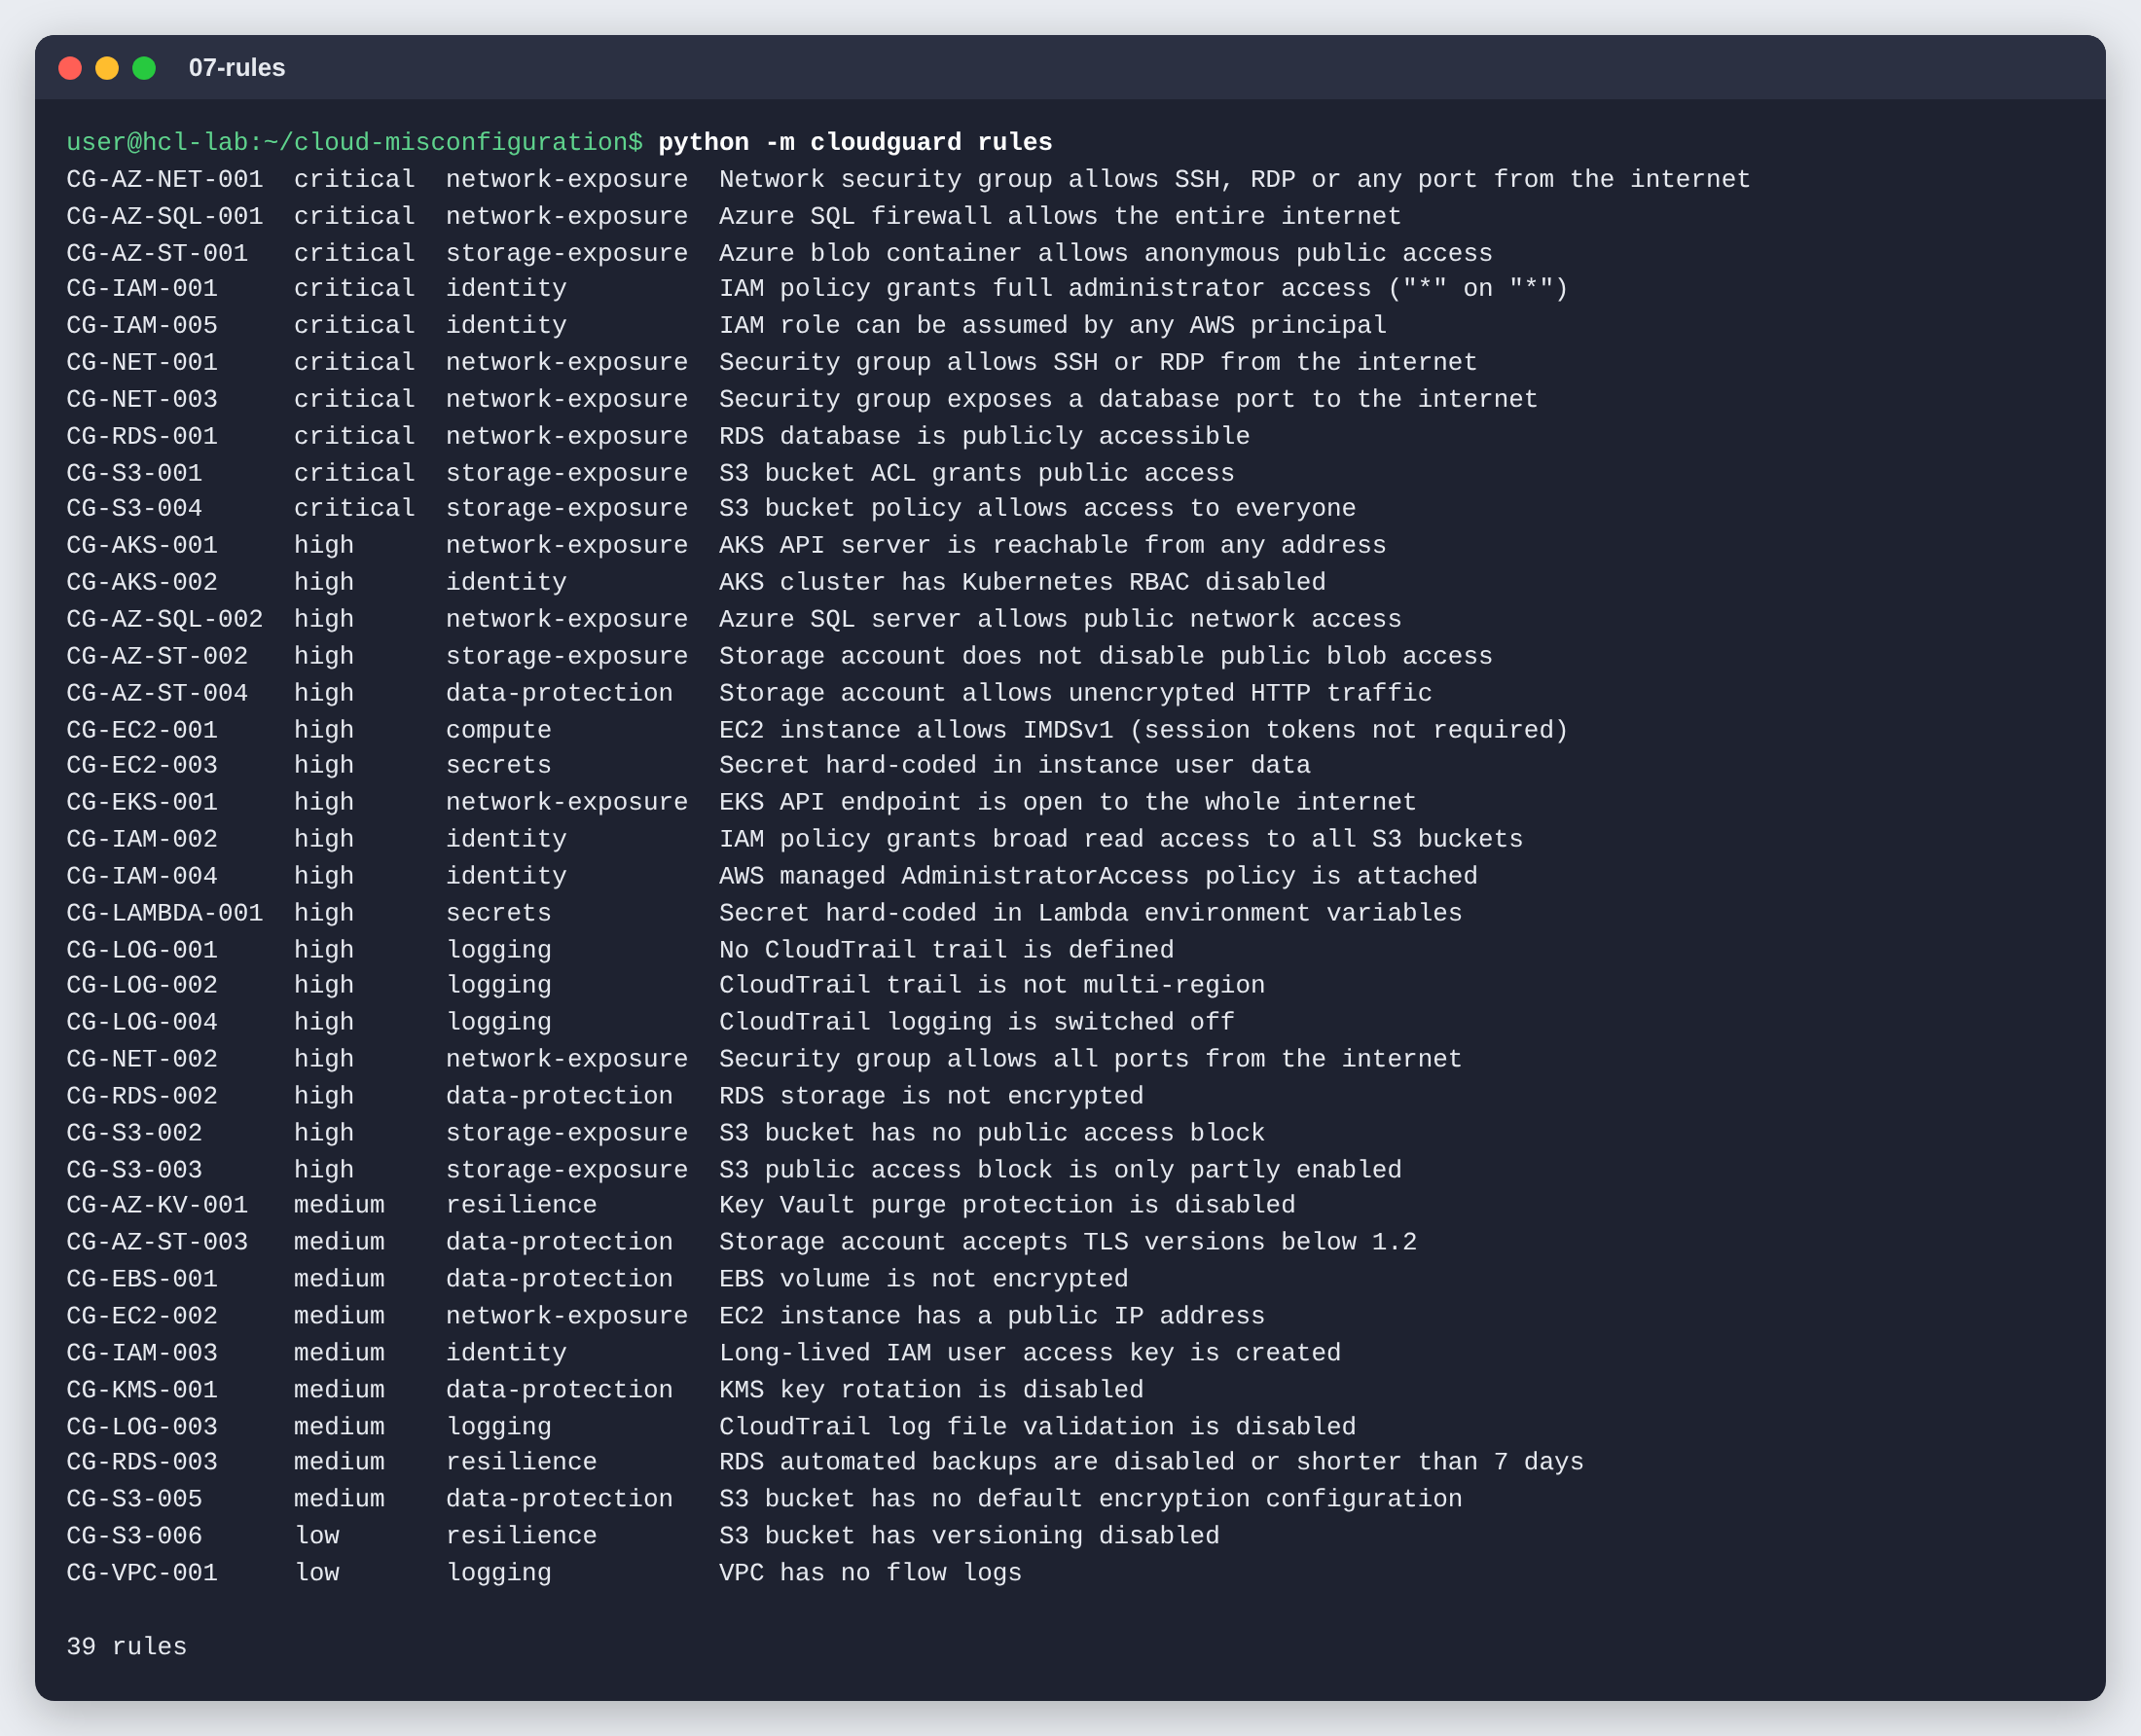 07-rules
user@hcl-lab:~/cloud-misconfiguration$ python -m cloudguard rules
CG-AZ-NET-001  critical  network-exposure  Network security group allows SSH, RDP or any port from the internet
CG-AZ-SQL-001  critical  network-exposure  Azure SQL firewall allows the entire internet
CG-AZ-ST-001   critical  storage-exposure  Azure blob container allows anonymous public access
CG-IAM-001     critical  identity          IAM policy grants full administrator access ("*" on "*")
CG-IAM-005     critical  identity          IAM role can be assumed by any AWS principal
CG-NET-001     critical  network-exposure  Security group allows SSH or RDP from the internet
CG-NET-003     critical  network-exposure  Security group exposes a database port to the internet
CG-RDS-001     critical  network-exposure  RDS database is publicly accessible
CG-S3-001      critical  storage-exposure  S3 bucket ACL grants public access
CG-S3-004      critical  storage-exposure  S3 bucket policy allows access to everyone
CG-AKS-001     high      network-exposure  AKS API server is reachable from any address
CG-AKS-002     high      identity          AKS cluster has Kubernetes RBAC disabled
CG-AZ-SQL-002  high      network-exposure  Azure SQL server allows public network access
CG-AZ-ST-002   high      storage-exposure  Storage account does not disable public blob access
CG-AZ-ST-004   high      data-protection   Storage account allows unencrypted HTTP traffic
CG-EC2-001     high      compute           EC2 instance allows IMDSv1 (session tokens not required)
CG-EC2-003     high      secrets           Secret hard-coded in instance user data
CG-EKS-001     high      network-exposure  EKS API endpoint is open to the whole internet
CG-IAM-002     high      identity          IAM policy grants broad read access to all S3 buckets
CG-IAM-004     high      identity          AWS managed AdministratorAccess policy is attached
CG-LAMBDA-001  high      secrets           Secret hard-coded in Lambda environment variables
CG-LOG-001     high      logging           No CloudTrail trail is defined
CG-LOG-002     high      logging           CloudTrail trail is not multi-region
CG-LOG-004     high      logging           CloudTrail logging is switched off
CG-NET-002     high      network-exposure  Security group allows all ports from the internet
CG-RDS-002     high      data-protection   RDS storage is not encrypted
CG-S3-002      high      storage-exposure  S3 bucket has no public access block
CG-S3-003      high      storage-exposure  S3 public access block is only partly enabled
CG-AZ-KV-001   medium    resilience        Key Vault purge protection is disabled
CG-AZ-ST-003   medium    data-protection   Storage account accepts TLS versions below 1.2
CG-EBS-001     medium    data-protection   EBS volume is not encrypted
CG-EC2-002     medium    network-exposure  EC2 instance has a public IP address
CG-IAM-003     medium    identity          Long-lived IAM user access key is created
CG-KMS-001     medium    data-protection   KMS key rotation is disabled
CG-LOG-003     medium    logging           CloudTrail log file validation is disabled
CG-RDS-003     medium    resilience        RDS automated backups are disabled or shorter than 7 days
CG-S3-005      medium    data-protection   S3 bucket has no default encryption configuration
CG-S3-006      low       resilience        S3 bucket has versioning disabled
CG-VPC-001     low       logging           VPC has no flow logs
39 rules